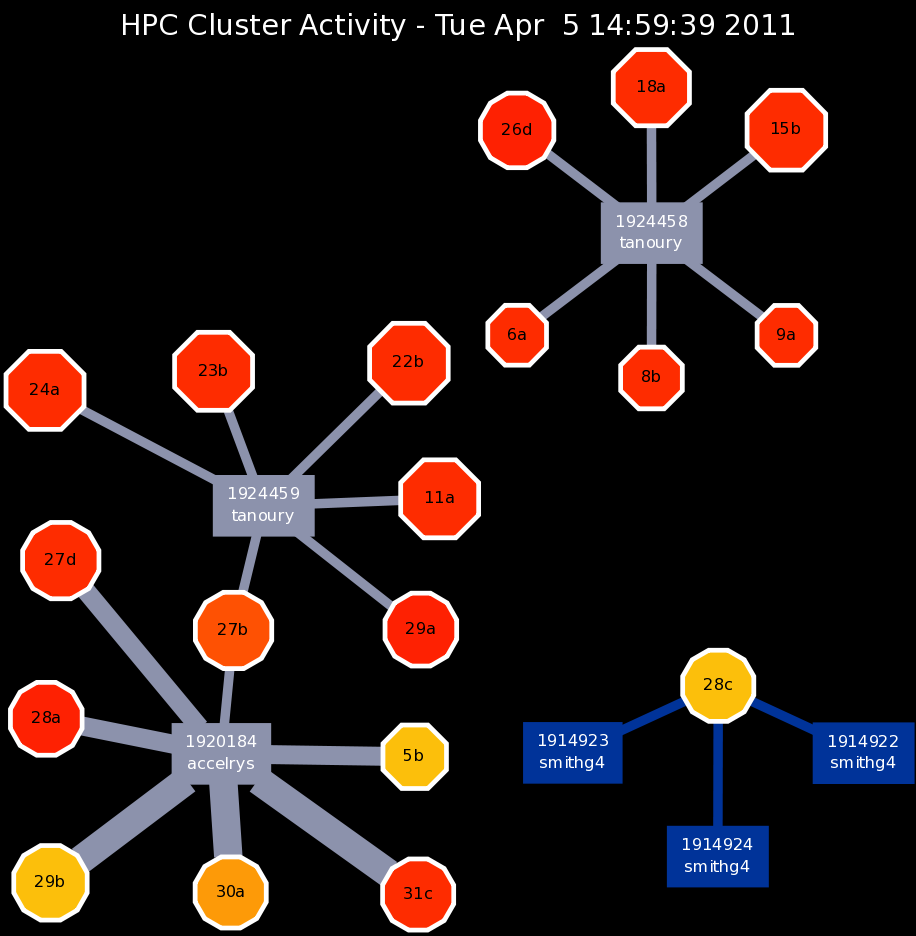 HPC Cluster Activity - Tue Apr  5 14:59:39 2011
18a
26d
15b
1924458
tanoury
6a
9a
8b
22b
23b
24a
11a
1924459
tanoury
27d
27b
29a
28a
1920184
accelrys
5b
29b
30a
31c
28c
1914923
smithg4
1914922
smithg4
1914924
smithg4